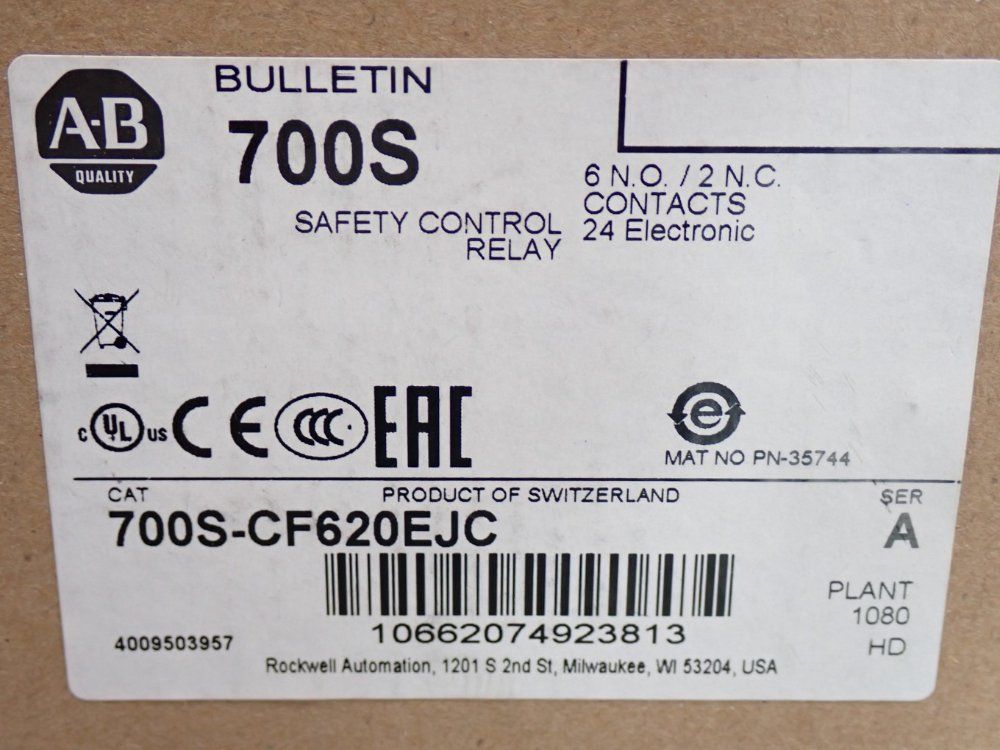 A-B
QUALITY
BULLETIN
700S
SAFETY CONTROL
RELAY
6 N.O. / 2 N.C.
CONTACTS
24 Electronic
c UL us CE CCC EAC
e
MAT NO PN-35744
CAT
PRODUCT OF SWITZERLAND
SER
700S-CF620EJC
A
10662074923813
PLANT
1080
HD
4009503957
Rockwell Automation, 1201 S 2nd St, Milwaukee, WI 53204, USA